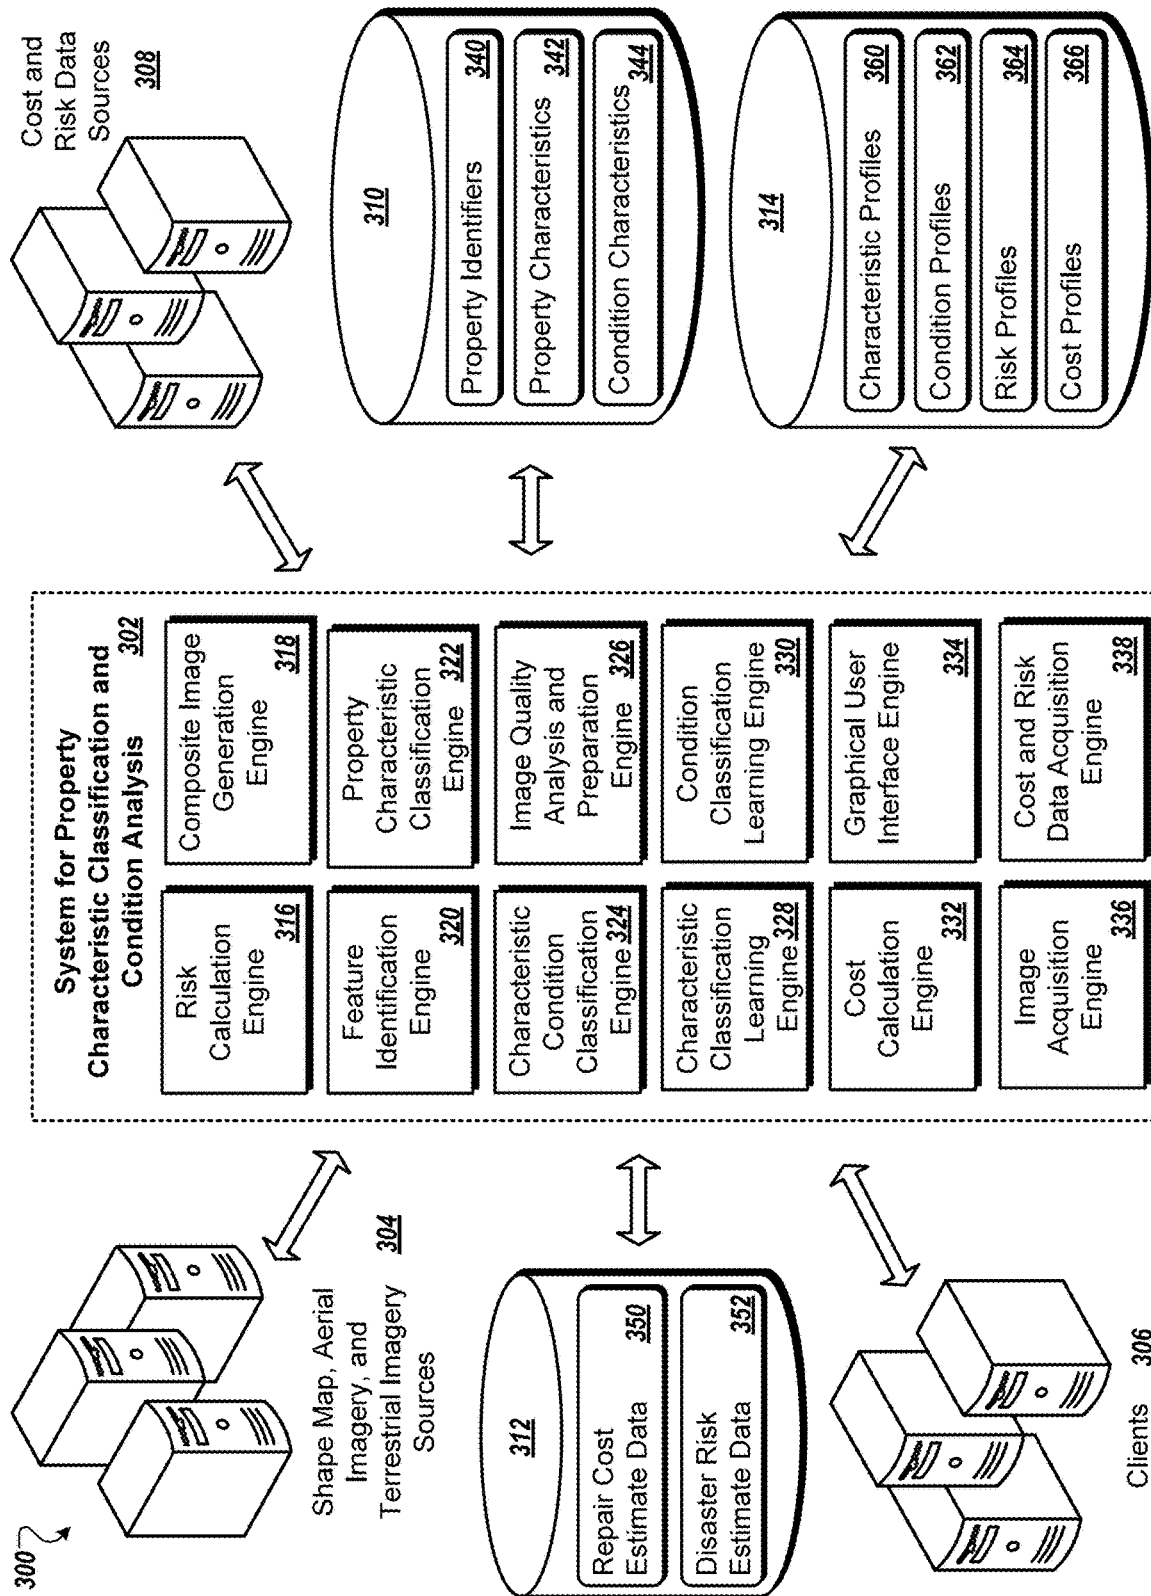 300
Shape Map, Aerial
Imagery, and
Terrestrial Imagery
Sources
304
312
Repair Cost
Estimate Data
350
Disaster Risk
Estimate Data
352
Clients
306
System for Property
Characteristic Classification and
Condition Analysis
302
Risk
Calculation
Engine
316
Composite Image
Generation
Engine
318
Feature
Identification
Engine
320
Property
Characteristic
Classification
Engine
322
Characteristic
Condition
Classification
Engine
324
Image Quality
Analysis and
Preparation
Engine
326
Characteristic
Classification
Learning
Engine
328
Condition
Classification
Learning Engine
330
Cost
Calculation
Engine
332
Graphical User
Interface Engine
334
Image
Acquisition
Engine
336
Cost and Risk
Data Acquisition
Engine
338
Cost and
Risk Data
Sources
308
310
Property Identifiers
340
Property Characteristics
342
Condition Characteristics
344
314
Characteristic Profiles
360
Condition Profiles
362
Risk Profiles
364
Cost Profiles
366